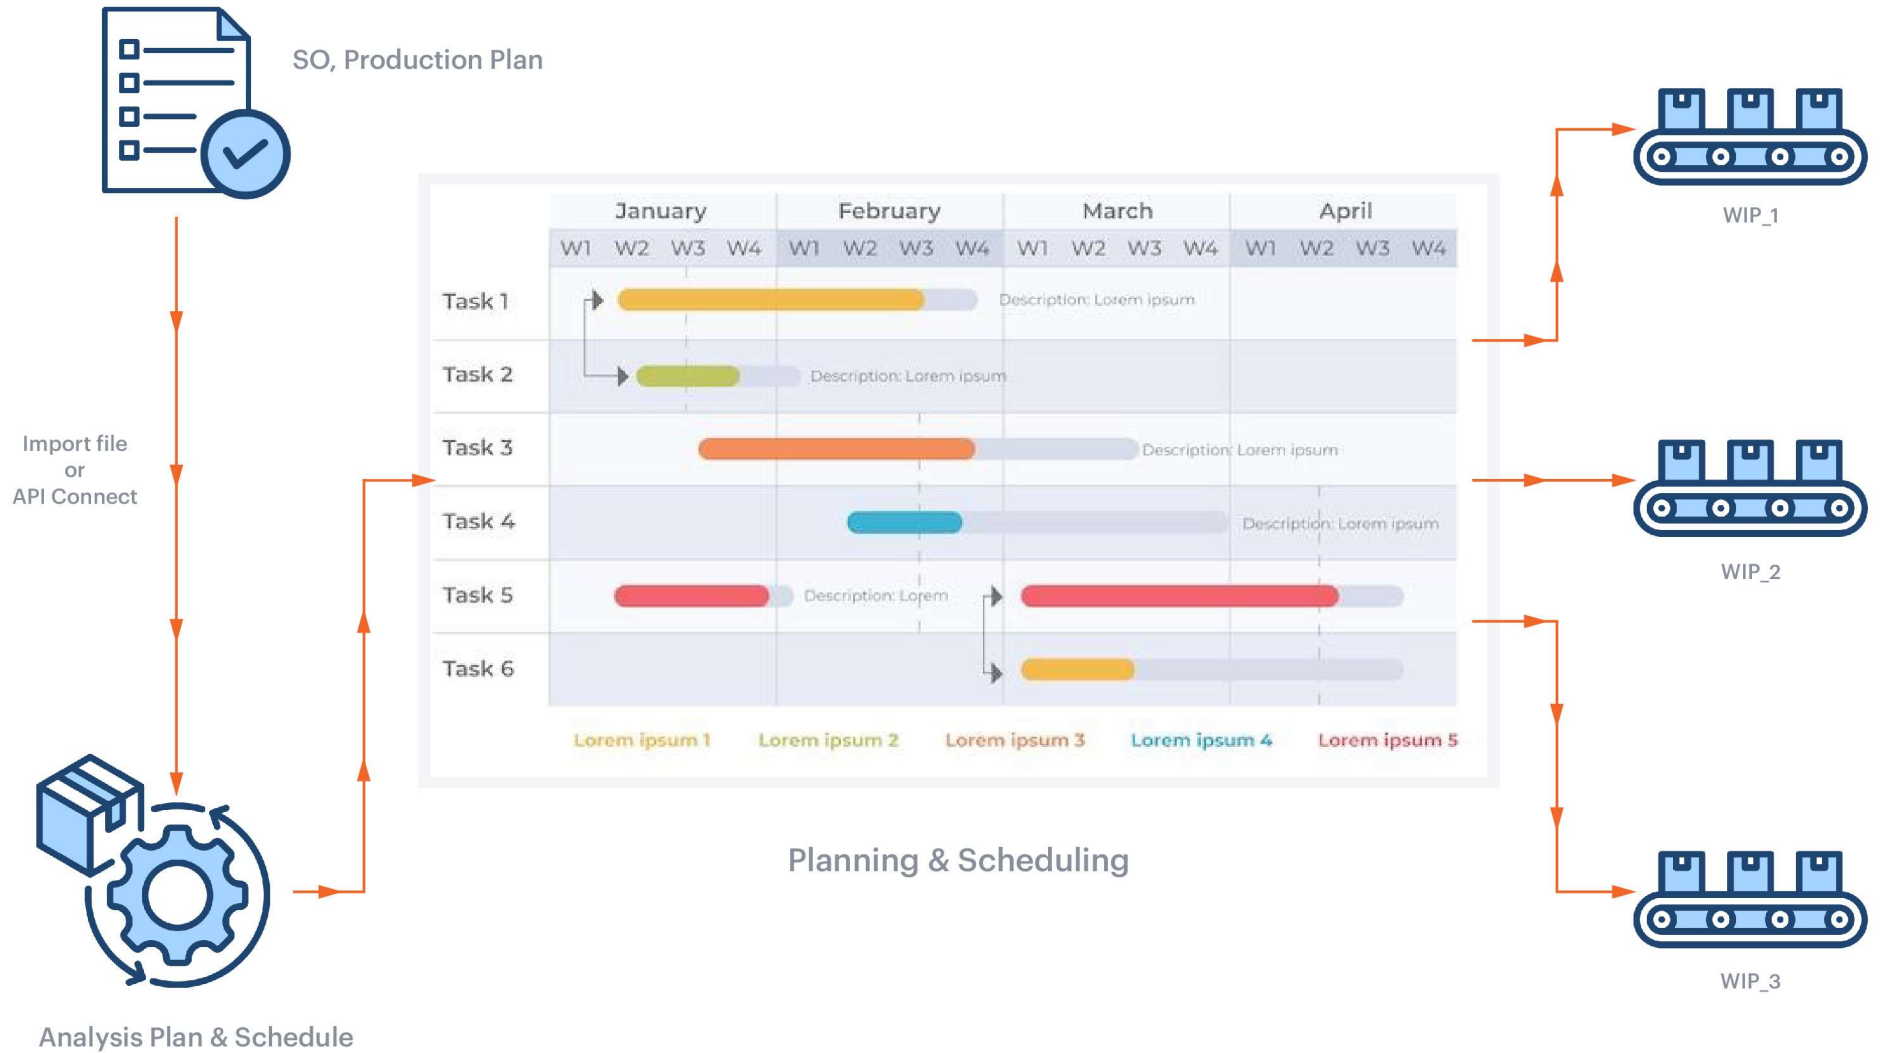 SO, Production Plan
Import file
or
API Connect
Analysis Plan & Schedule
January February March April
W1 W2 W3 W4 W1 W2 W3 W4 W1 W2 W3 W4 W1 W2 W3 W4
Task 1 Description: Lorem ipsum
Task 2 Description: Lorem ipsum
Task 3 Description: Lorem ipsum
Task 4 Description: Lorem ipsum
Task 5 Description: Lorem
Task 6
Lorem ipsum 1 Lorem ipsum 2 Lorem ipsum 3 Lorem ipsum 4 Lorem ipsum 5
Planning & Scheduling
WIP_1
WIP_2
WIP_3